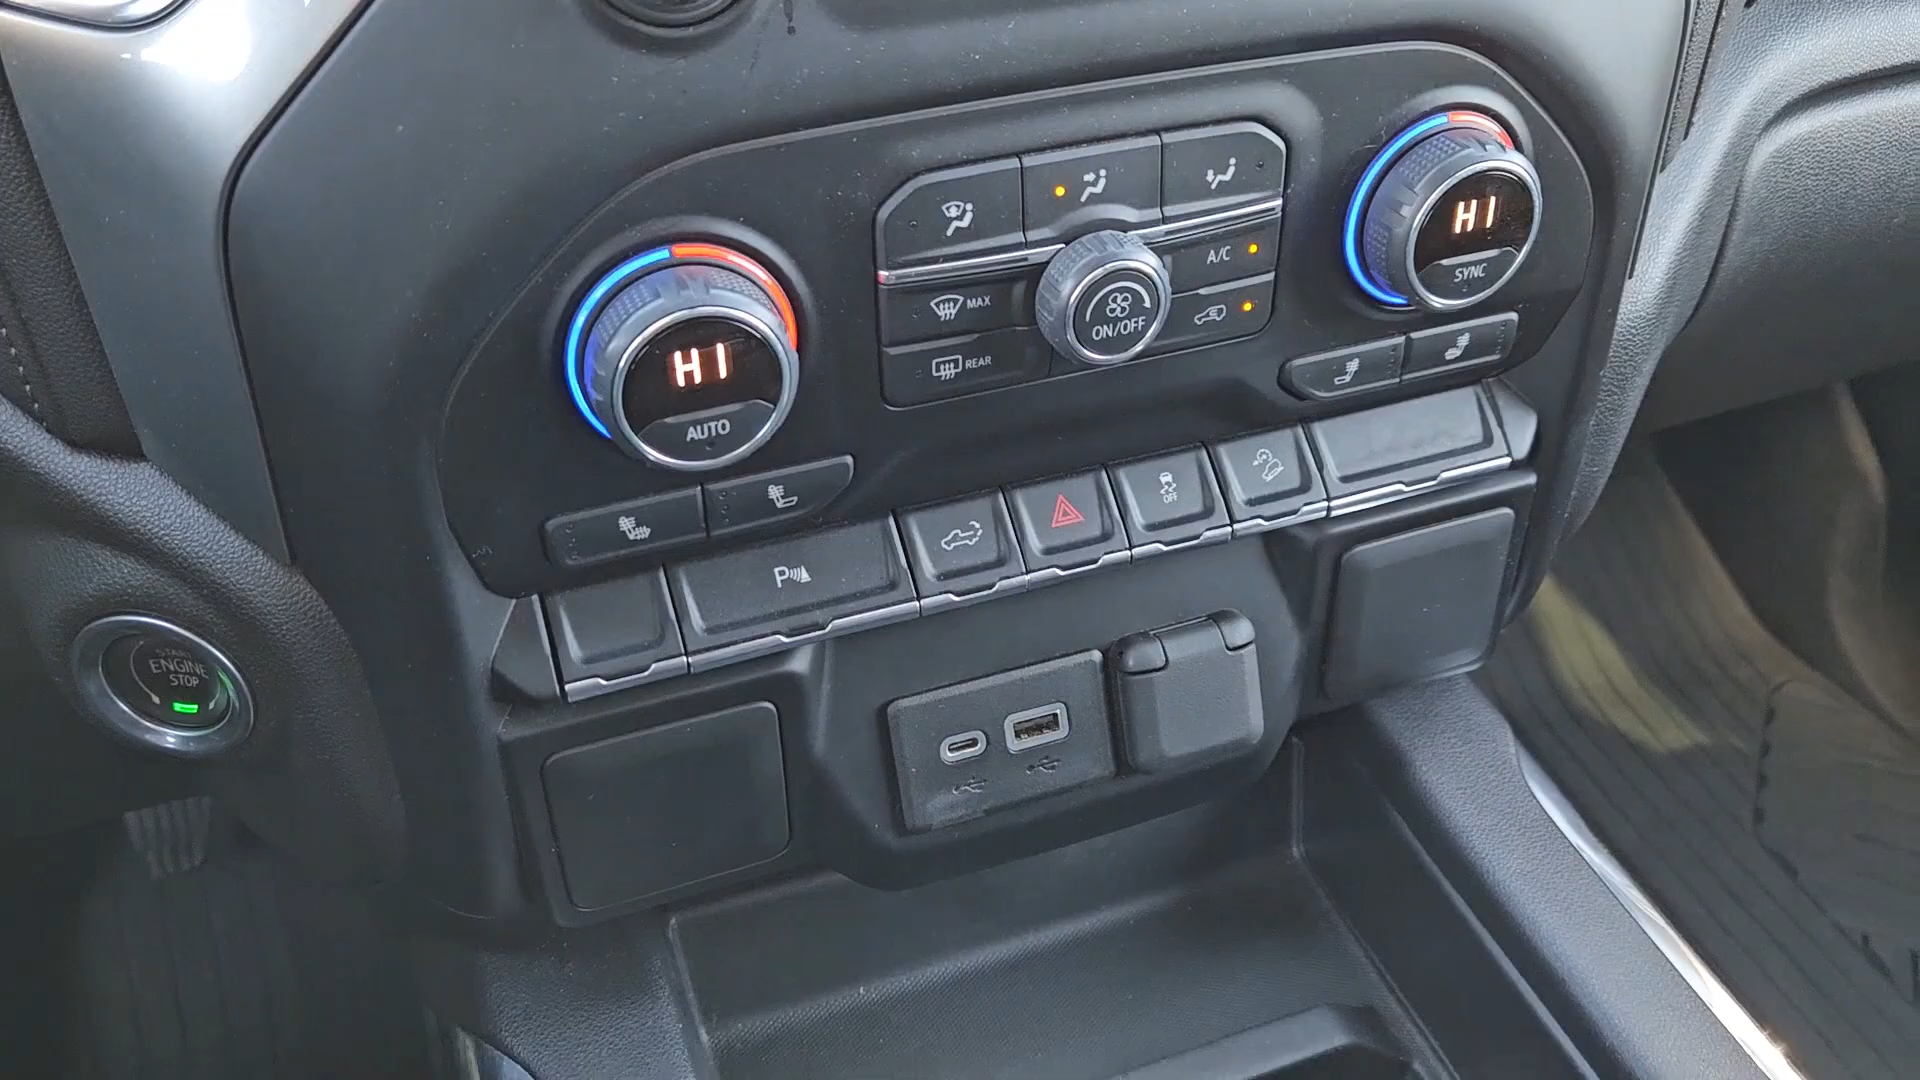 HI
SYNC
A/C
MAX
ON/OFF
REAR
HI
AUTO
OFF
P
START
ENGINE
STOP